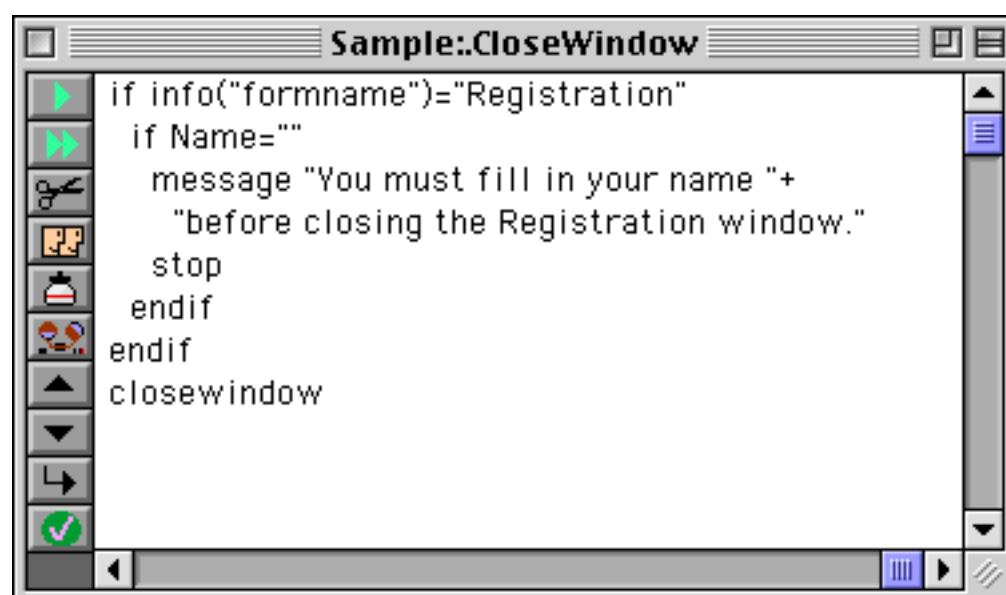 Sample:.CloseWindow
if info("formname")="Registration"
if Name=""
message "You must fill in your name "+
"before closing the Registration window."
stop
endif
endif
closewindow